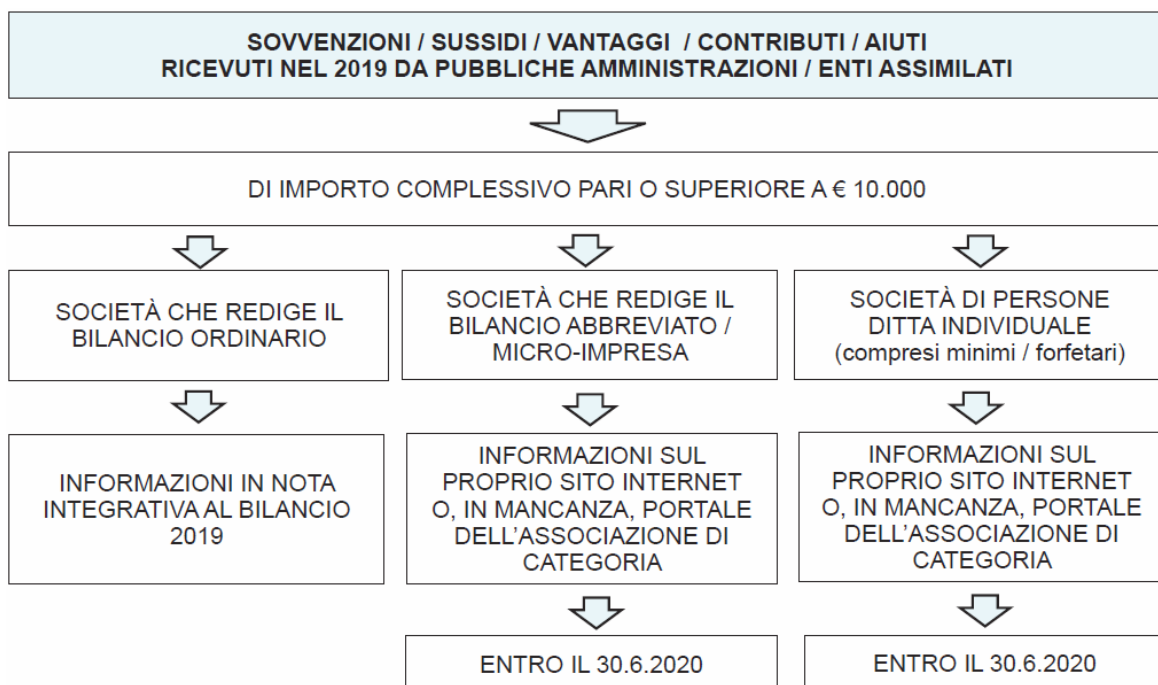 SOVVENZIONI / SUSSIDI / VANTAGGI / CONTRIBUTI / AIUTI
RICEVUTI NEL 2019 DA PUBBLICHE AMMINISTRAZIONI / ENTI ASSIMILATI
DI IMPORTO COMPLESSIVO PARI O SUPERIORE A € 10.000
SOCIETÀ CHE REDIGE IL
BILANCIO ORDINARIO
SOCIETÀ CHE REDIGE IL
BILANCIO ABBREVIATO /
MICRO-IMPRESA
SOCIETÀ DI PERSONE
DITTA INDIVIDUALE
(compresi minimi / forfetari)
INFORMAZIONI IN NOTA
INTEGRATIVA AL BILANCIO
2019
INFORMAZIONI SUL
PROPRIO SITO INTERNET
O, IN MANCANZA, PORTALE
DELL’ASSOCIAZIONE DI
CATEGORIA
INFORMAZIONI SUL
PROPRIO SITO INTERNET
O, IN MANCANZA, PORTALE
DELL’ASSOCIAZIONE DI
CATEGORIA
ENTRO IL 30.6.2020
ENTRO IL 30.6.2020